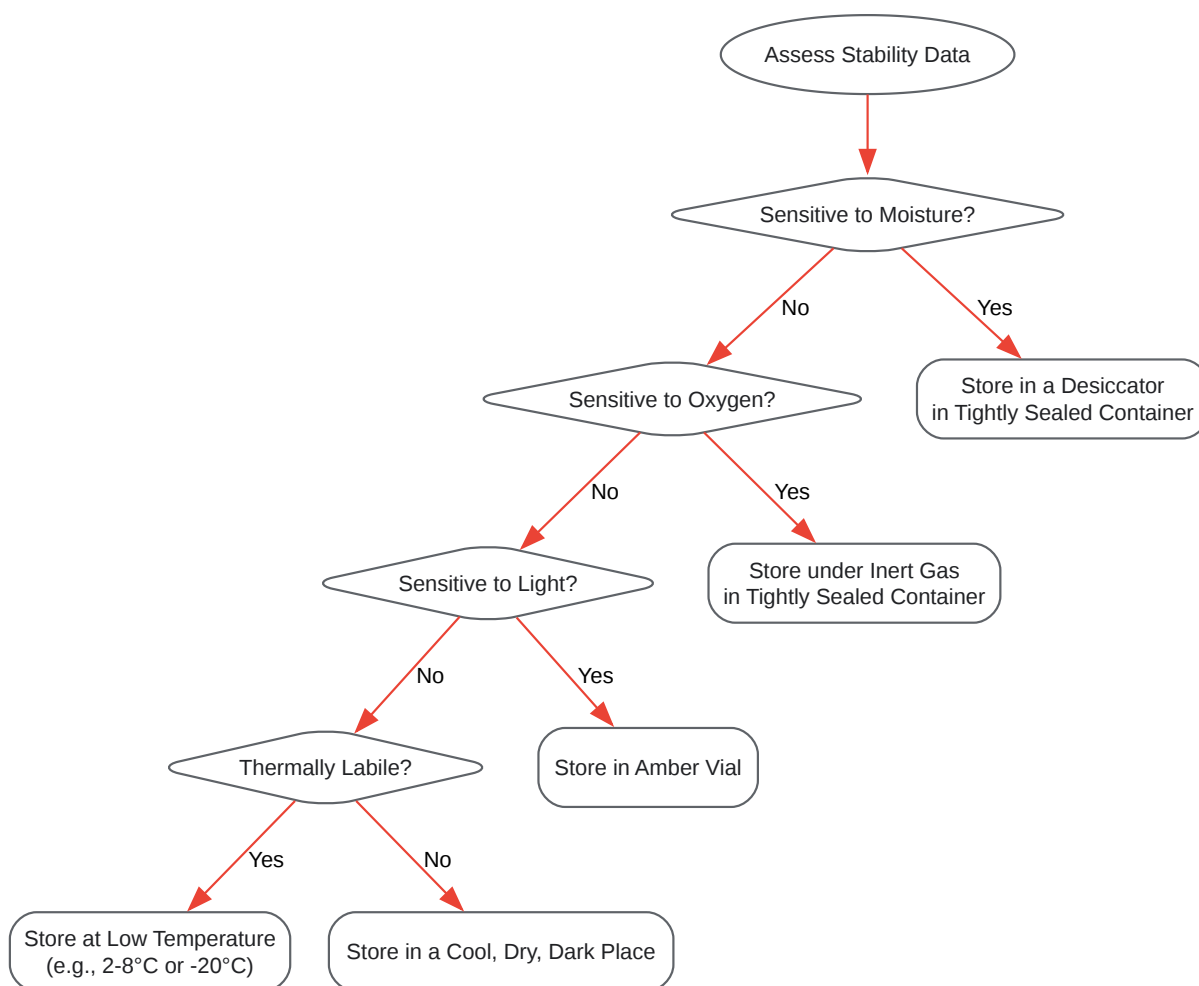 Assess Stability Data
Sensitive to Moisture?
No
Yes
Sensitive to Oxygen?
Store in a Desiccator
in Tightly Sealed Container
No
Yes
Sensitive to Light?
Store under Inert Gas
in Tightly Sealed Container
No
Yes
Thermally Labile?
Store in Amber Vial
Yes
No
Store at Low Temperature
(e.g., 2-8°C or -20°C)
Store in a Cool, Dry, Dark Place